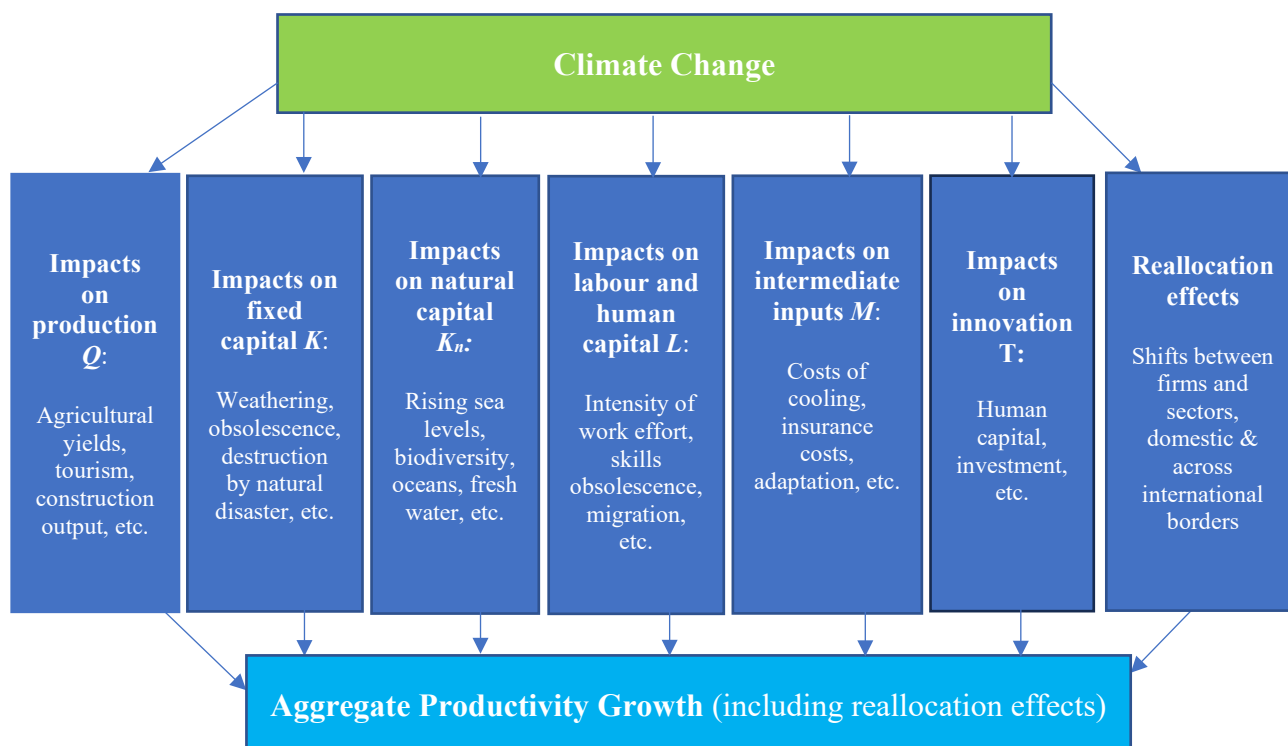 Climate Change
Impacts
on
production
Q:
Agricultural
yields,
tourism,
construction
output, etc.
Impacts on
fixed
capital K:
Weathering,
obsolescence,
destruction
by natural
disaster, etc.
Impacts
on natural
capital
Kₙ:
Rising sea
levels,
biodiversity,
oceans, fresh
water, etc.
Impacts on
labour and
human
capital L:
Intensity of
work effort,
skills
obsolescence,
migration,
etc.
Impacts on
intermediate
inputs M:
Costs of
cooling,
insurance
costs,
adaptation, etc.
Impacts
on
innovation
T:
Human
capital,
investment,
etc.
Reallocation
effects
Shifts between
firms and
sectors,
domestic &
across
international
borders
Aggregate Productivity Growth (including reallocation effects)